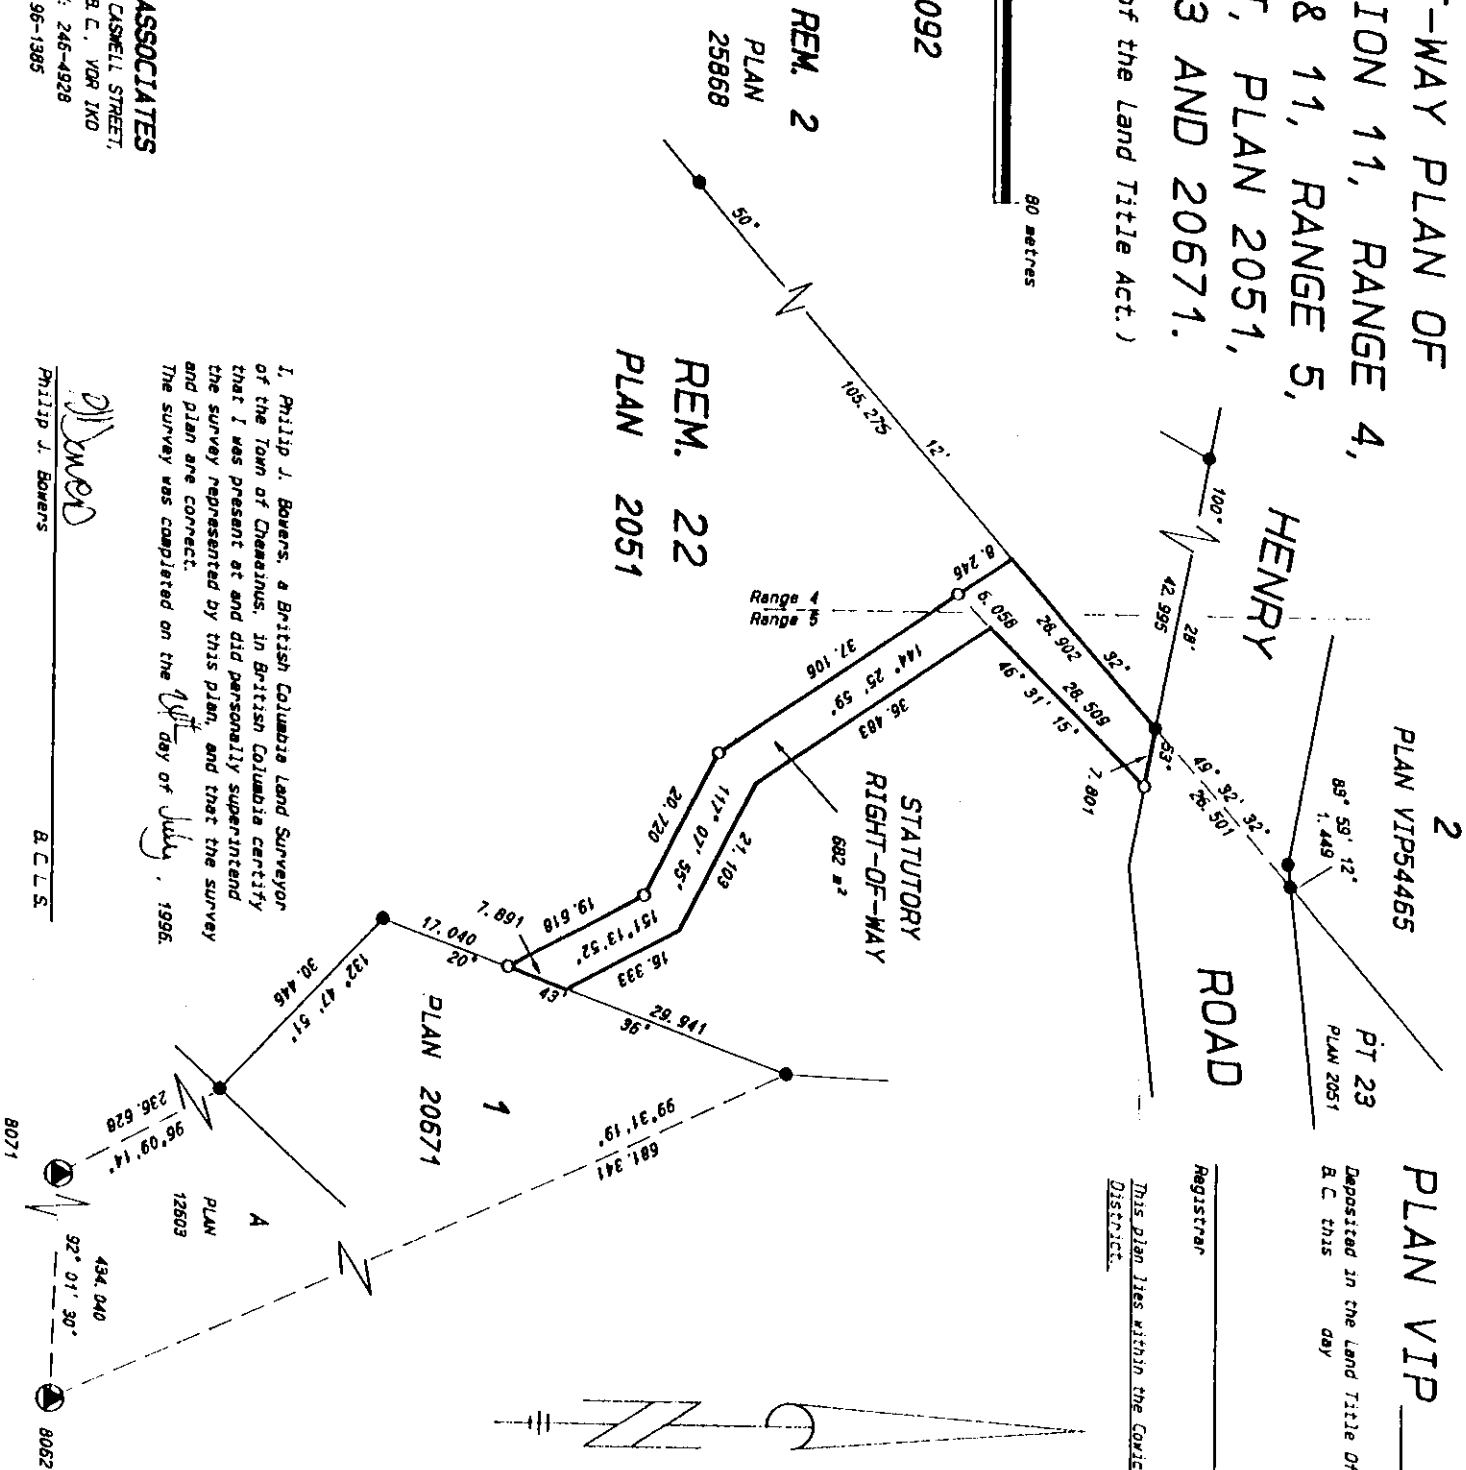 T-WAY PLAN OF
ION 11, RANGE 4,
& 11, RANGE 5,
T, PLAN 2051,
3 AND 20671.
of the Land Title Act.)
80 metres
092
REM. 2
PLAN
25868
ASSOCIATES
CASWELL STREET,
B.C., VOR IKO
: 246-4928
96-1385
PLAN VIP
Deposited in the Land Title Of
B.C. this day
Registrar
This plan lies within the Cowic
District.
2
PLAN VIP54465
89° 59' 12"
1.449
PT 23
PLAN 2051
HENRY
ROAD
100°
42.995
28'
53"
7.801
49° 32' 32"
26.501
50°
105.275
12'
26.902
32"
8.246
6.058
Range 4
Range 5
28.509
46° 31' 15"
37.106
144° 25' 59"
36.483
STATUTORY
RIGHT-OF-WAY
682 m²
REM. 22
PLAN 2051
20.720
117° 07' 55"
21.103
19.618
151°13'52"
16.333
7.891
43'
17.040
20°
29.941
36"
30.446
132° 47' 51"
1
PLAN 20671
99°31'19"
681.341
236.628
96°09'14"
A
PLAN
12603
434.040
92° 01' 30"
8071
8062
I, Philip J. Bowers, a British Columbia Land Surveyor
of the Town of Chemainus, in British Columbia certify
that I was present at and did personally superintend
the survey represented by this plan, and that the survey
and plan are correct.
The survey was completed on the day of July, 1996.
Philip J. Bowers B.C.L.S.